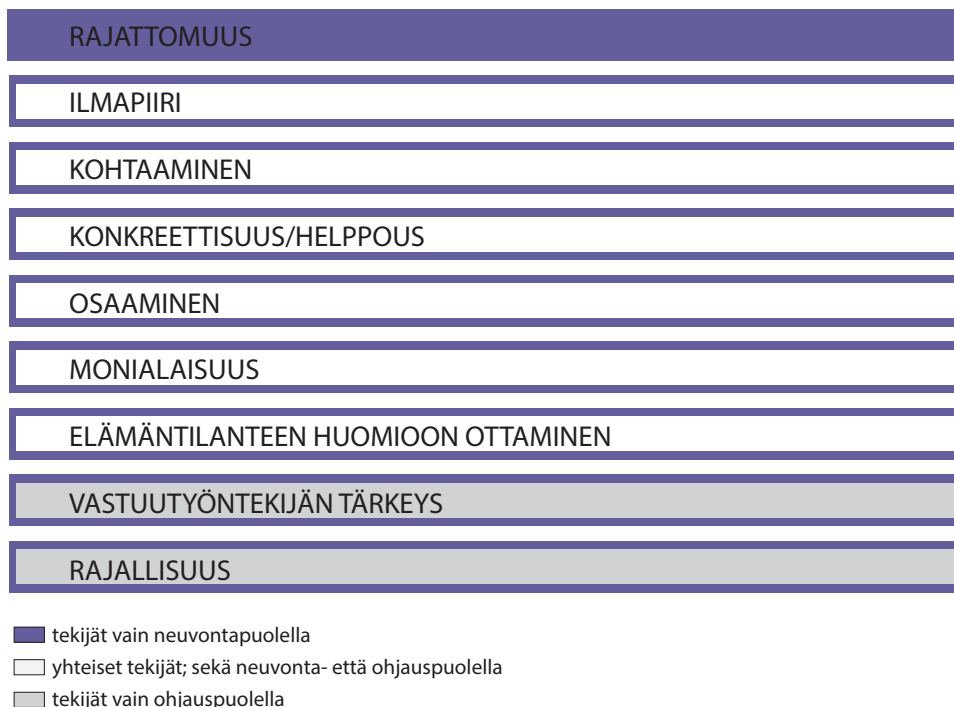 RAJATTOMUUS
ILMAPIIRI
KOHTAAMINEN
KONKREETTISUUS/HELPPOUS
OSAAMINEN
MONIALAISUUS
ELÄMÄNTILANTEEN HUOMIOON OTTAMINEN
VASTUUTYÖNTEKIJÄN TÄRKEYS
RAJALLISUUS
tekijät vain neuvontapuolella
yhteiset tekijät; sekä neuvonta- että ohjauspuolella
tekijät vain ohjauspuolella